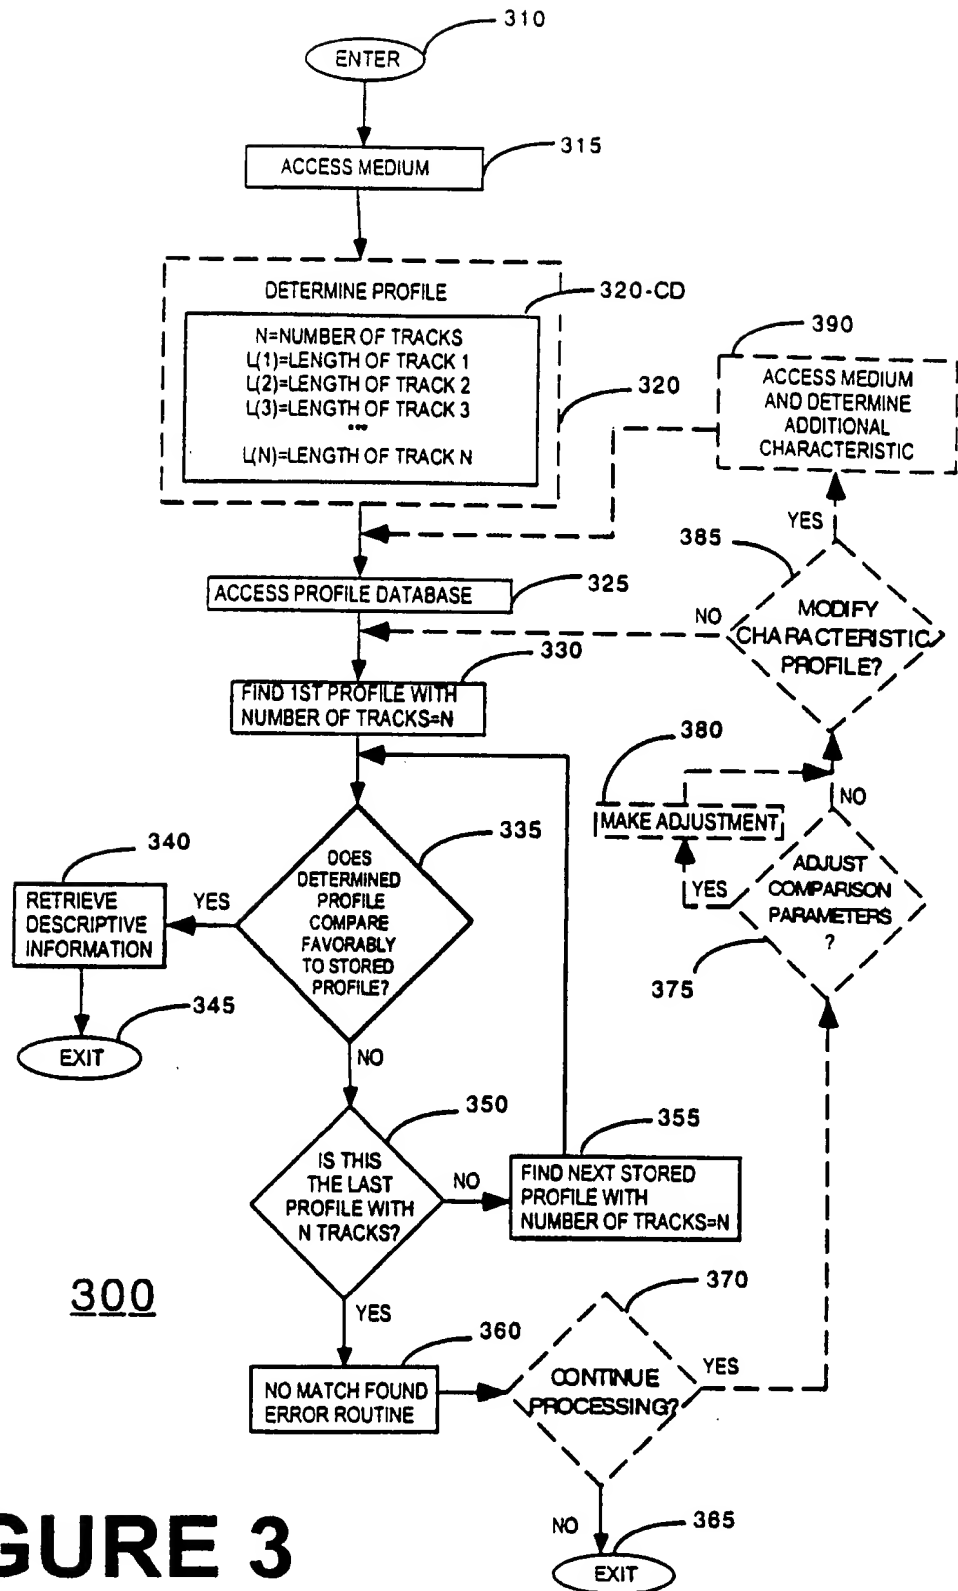 310
ENTER
315
ACCESS MEDIUM
DETERMINE PROFILE
320-CD
N=NUMBER OF TRACKS
L(1)=LENGTH OF TRACK 1
L(2)=LENGTH OF TRACK 2
L(3)=LENGTH OF TRACK 3
...
L(N)=LENGTH OF TRACK N
320
390
ACCESS MEDIUM
AND DETERMINE
ADDITIONAL
CHARACTERISTIC
YES
385
MODIFY
CHARACTERISTIC
PROFILE?
NO
325
ACCESS PROFILE DATABASE
330
FIND 1ST PROFILE WITH
NUMBER OF TRACKS=N
380
MAKE ADJUSTMENT
NO
YES
ADJUST
COMPARISON
PARAMETERS
?
375
335
DOES
DETERMINED
PROFILE
COMPARE
FAVORABLY
TO STORED
PROFILE?
YES
340
RETRIEVE
DESCRIPTIVE
INFORMATION
345
EXIT
NO
350
IS THIS
THE LAST
PROFILE WITH
N TRACKS?
NO
355
FIND NEXT STORED
PROFILE WITH
NUMBER OF TRACKS=N
300
YES
360
NO MATCH FOUND
ERROR ROUTINE
370
CONTINUE
PROCESSING?
YES
NO
365
EXIT
GURE 3